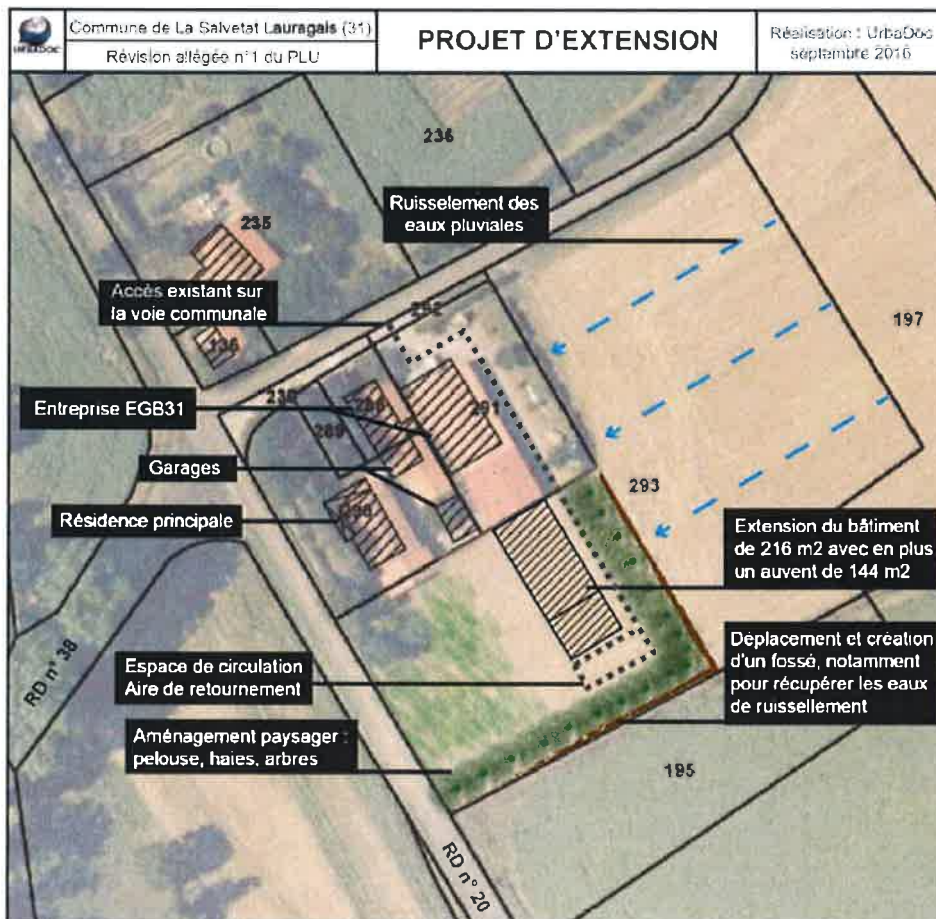 URBADOC
Commune de La Salvetat Lauragais (31)
Révision allégée n°1 du PLU
PROJET D'EXTENSION
Réalisation : UrbaDoc
septembre 2016
236
Ruisselement des
eaux pluviales
235
Accès existant sur
la voie communale
292
197
136
Entreprise EGB31
291
289
Garages
293
Résidence principale
Extension du bâtiment
de 216 m2 avec en plus
un auvent de 144 m2
Espace de circulation
Aire de retournement
Déplacement et création
d'un fossé, notamment
pour récupérer les eaux
de ruissellement
RD n° 38
Aménagement paysager :
pelouse, haies, arbres
195
RD n° 20